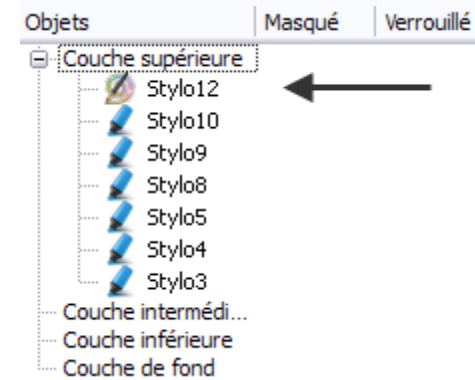 Objets Masqué Verrouillé
Couche supérieure
Stylo12
Stylo10
Stylo9
Stylo8
Stylo5
Stylo4
Stylo3
Couche intermédi...
Couche inférieure
Couche de fond